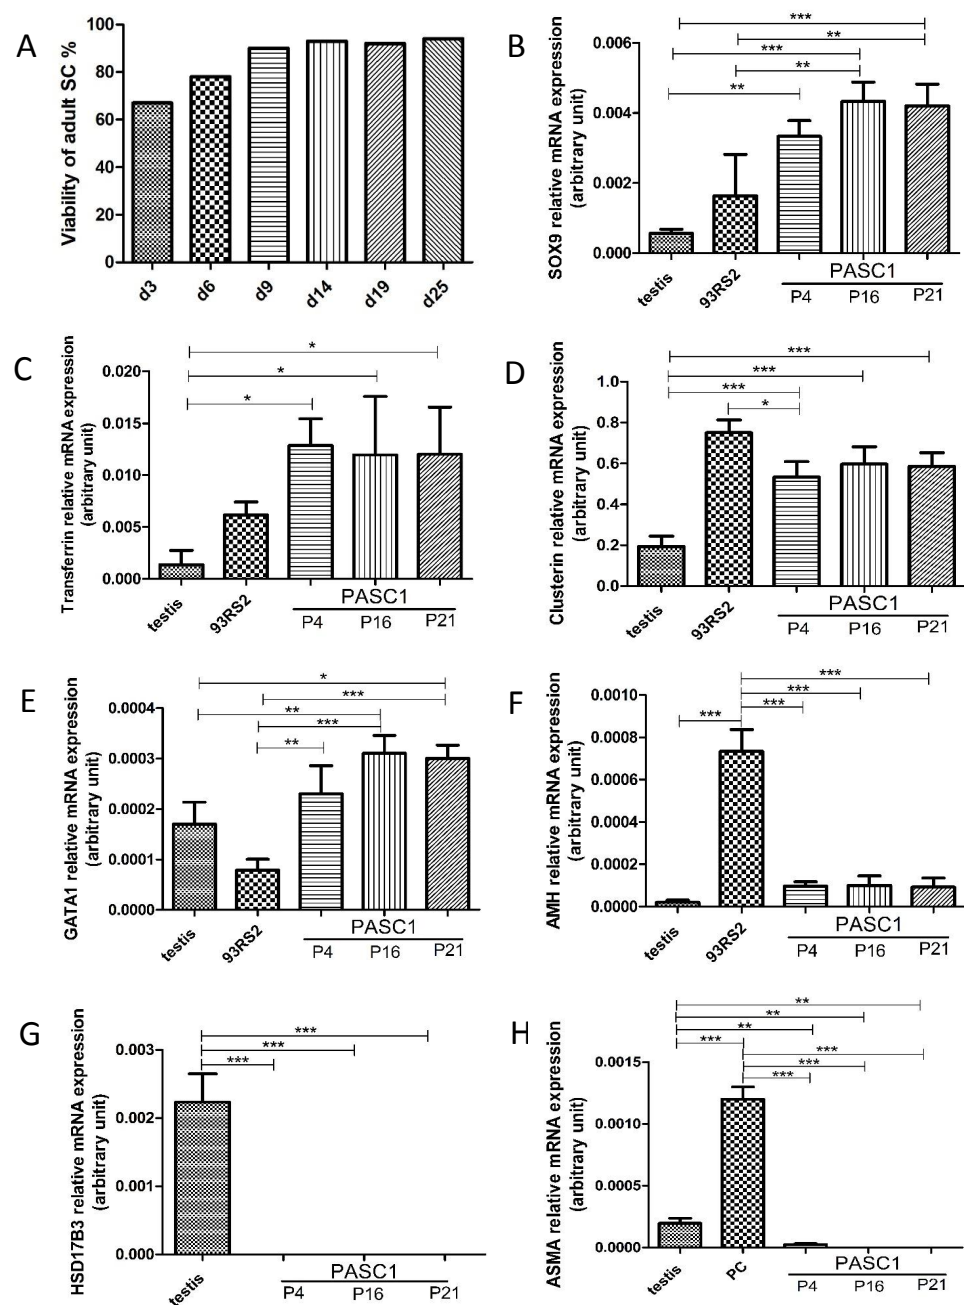 A
Viability of adult SC %
100
80
60
40
20
0
d3 d6 d9 d14 d19 d25
B
SOX9 relative mRNA expression
(arbitrary unit)
***
**
***
**
**
0.006
0.004
0.002
0.000
testis 93RS2 P4 P16 P21
PASC1
C
Transferrin relative mRNA expression
(arbitrary unit)
*
*
*
0.020
0.015
0.010
0.005
0.000
testis 93RS2 P4 P16 P21
PASC1
D
Clusterin relative mRNA expression
(arbitrary unit)
***
***
***
*
1.0
0.8
0.6
0.4
0.2
0.0
testis 93RS2 P4 P16 P21
PASC1
E
GATA1 relative mRNA expression
(arbitrary unit)
*
***
**
***
**
0.0004
0.0003
0.0002
0.0001
0.0000
testis 93RS2 P4 P16 P21
PASC1
F
AMH relative mRNA expression
(arbitrary unit)
***
***
***
***
0.0010
0.0008
0.0006
0.0004
0.0002
0.0000
testis 93RS2 P4 P16 P21
PASC1
G
HSD17B3 relative mRNA expression
(arbitrary unit)
***
***
***
0.003
0.002
0.001
0.000
testis P4 P16 P21
PASC1
H
ASMA relative mRNA expression
(arbitrary unit)
**
**
**
***
***
***
***
0.0015
0.0010
0.0005
0.0000
testis PC P4 P16 P21
PASC1